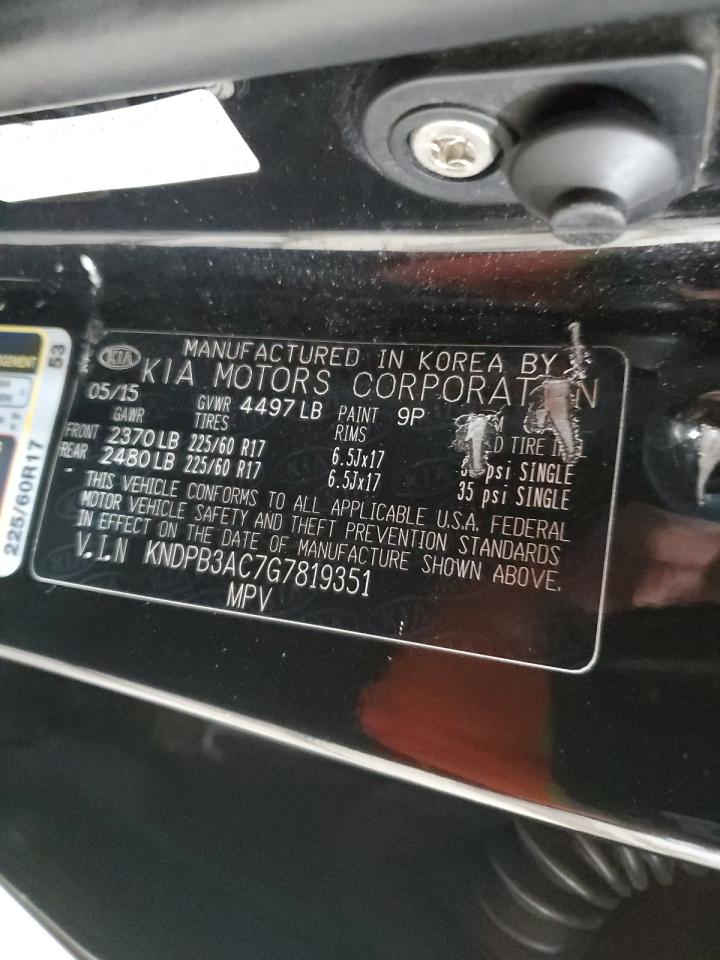 KIA
MANUFACTURED IN KOREA BY
KIA MOTORS CORPORATION
05/15
GAWR
GVWR 4497 LB
TIRES
PAINT 9P
RIMS
FRONT 2370 LB 225/60 R17 6.5Jx17 psi SINGLE
REAR 2480 LB 225/60 R17 6.5Jx17 35 psi SINGLE
THIS VEHICLE CONFORMS TO ALL APPLICABLE U.S.A. FEDERAL
MOTOR VEHICLE SAFETY AND THEFT PREVENTION STANDARDS
IN EFFECT ON THE DATE OF MANUFACTURE SHOWN ABOVE.
V.I.N KNDPB3AC7G7819351
MPV
53
225/60R17